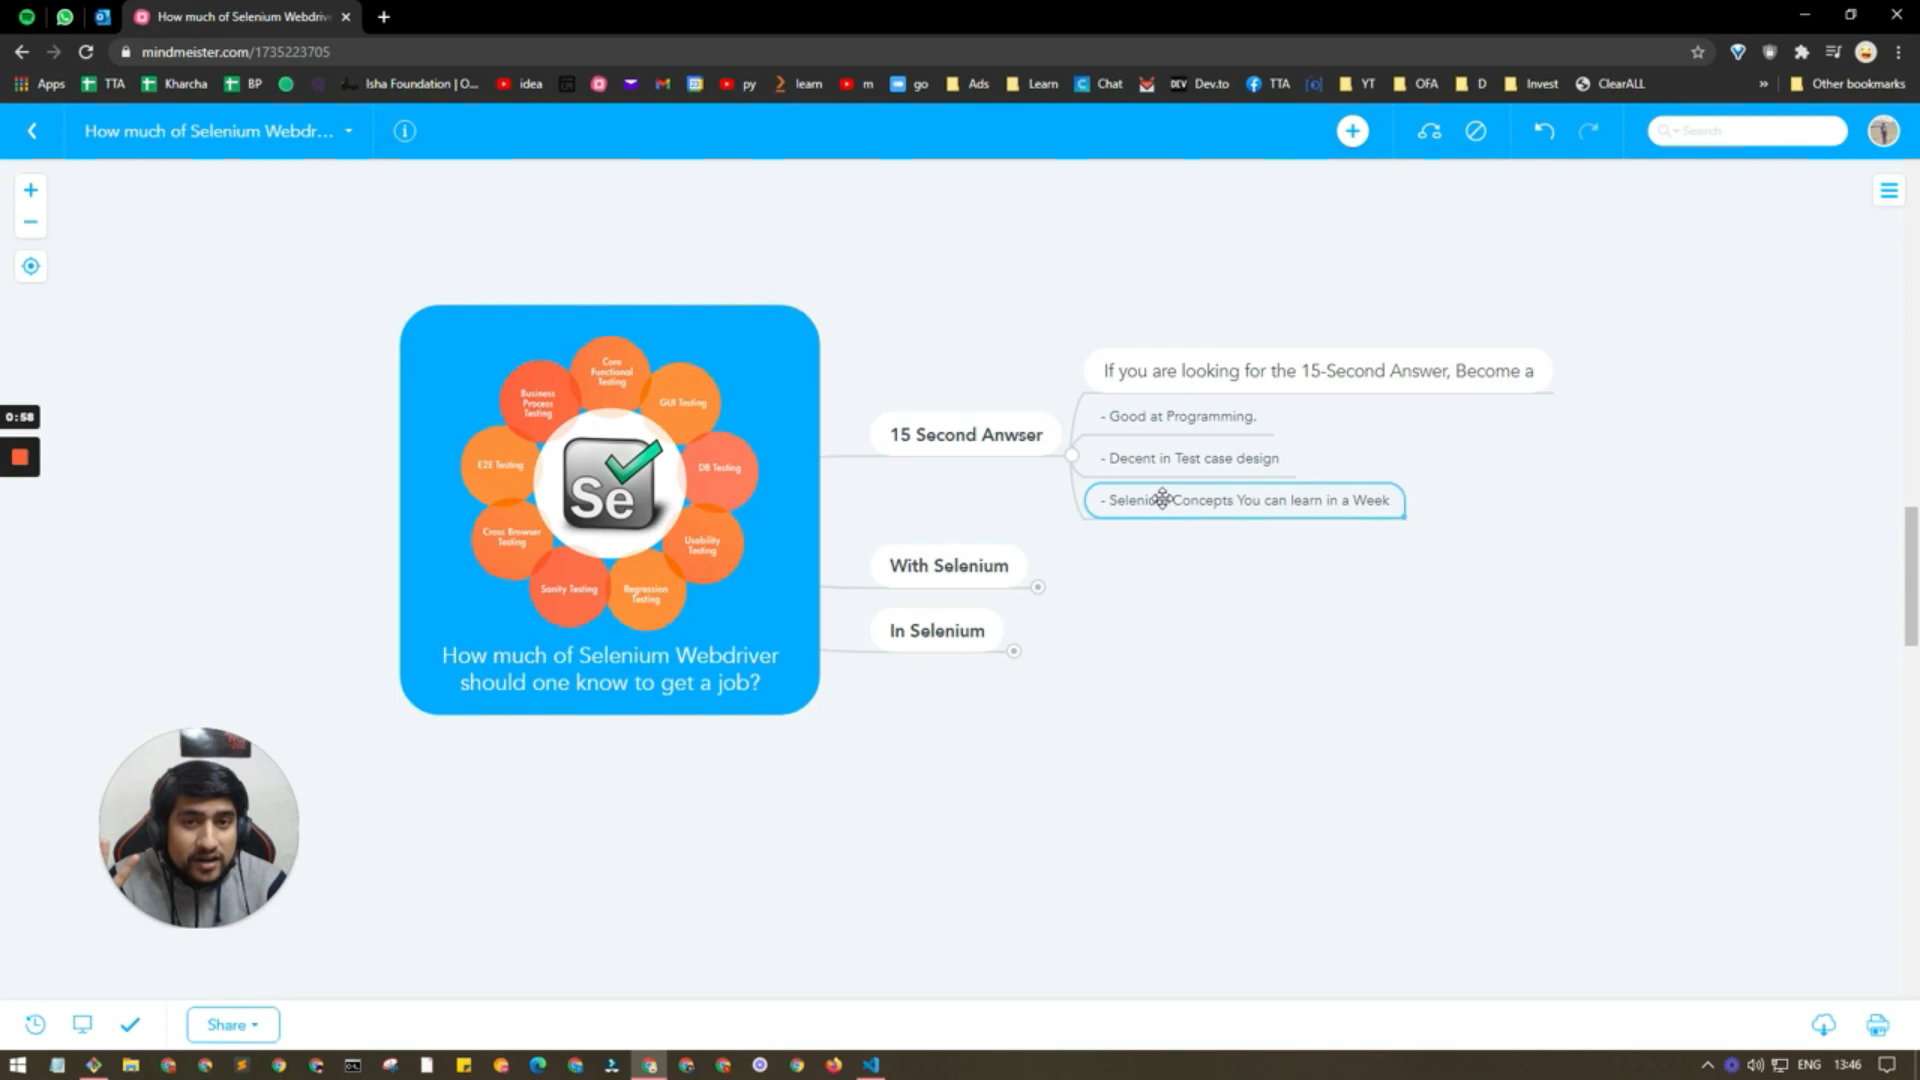 How much of Selenium Webdriv
mindmeister.com/1735223705
Apps
TTA
Kharcha
BP
Isha Foundation | O...
idea
py
learn
m
go
Ads
Learn
Chat
DEV
Dev.to
TTA
YT
OFA
D
Invest
ClearALL
»
Other bookmarks
How much of Selenium Webdr...
Search
0:58
Core
Functional
Testing
GUI Testing
Business
Process
Testing
E2E Testing
DB Testing
Se
Cross Browser
Testing
Usability
Testing
Sanity Testing
Regression
Testing
How much of Selenium Webdriver
should one know to get a job?
15 Second Anwser
If you are looking for the 15-Second Answer, Become a
- Good at Programming.
- Decent in Test case design
- Selenium Concepts You can learn in a Week
With Selenium
In Selenium
Share
ENG
13:46